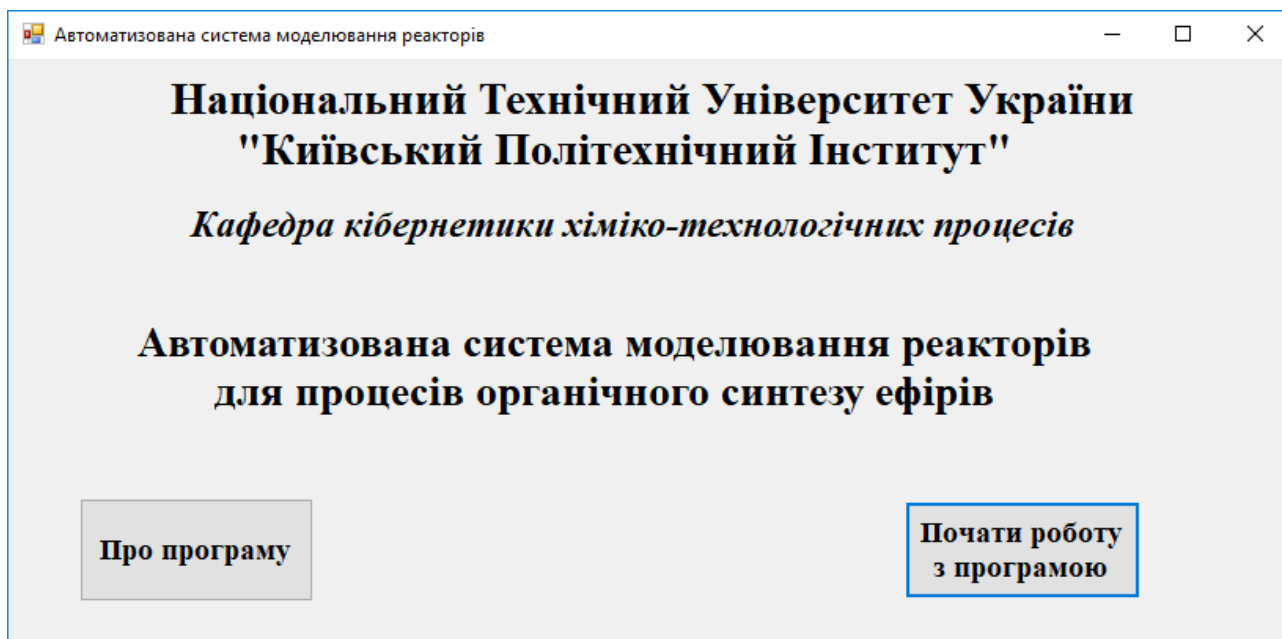 Автоматизована система моделювання реакторів
Національний Технічний Університет України
"Київський Політехнічний Інститут"
Кафедра кібернетики хіміко-технологічних процесів
Автоматизована система моделювання реакторів
для процесів органічного синтезу ефірів
Про програму
Почати роботу
з програмою